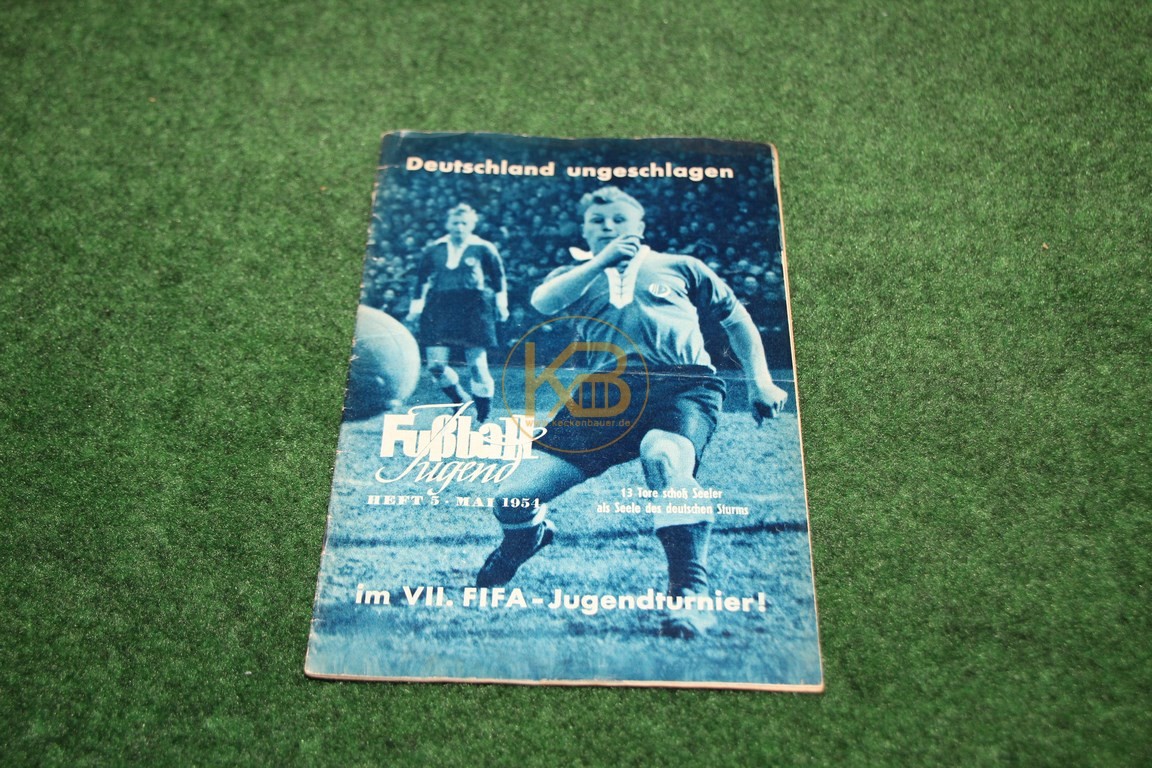 Deutschland ungeschlagen
KB
www.keckenbauer.de
Fußball
Jugend
HEFT 5 · MAI 1954
13 Tore schoß Seeler
als Seele des deutschen Sturms
im VII. FIFA-Jugendturnier!